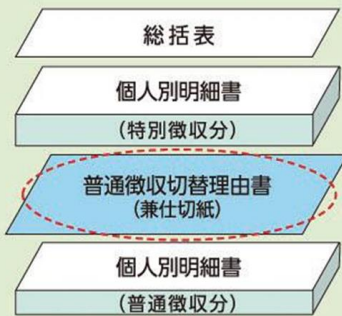 総括表
個人別明細書
(特別徴収分)
普通徴収切替理由書
(兼仕切紙)
個人別明細書
(普通徴収分)